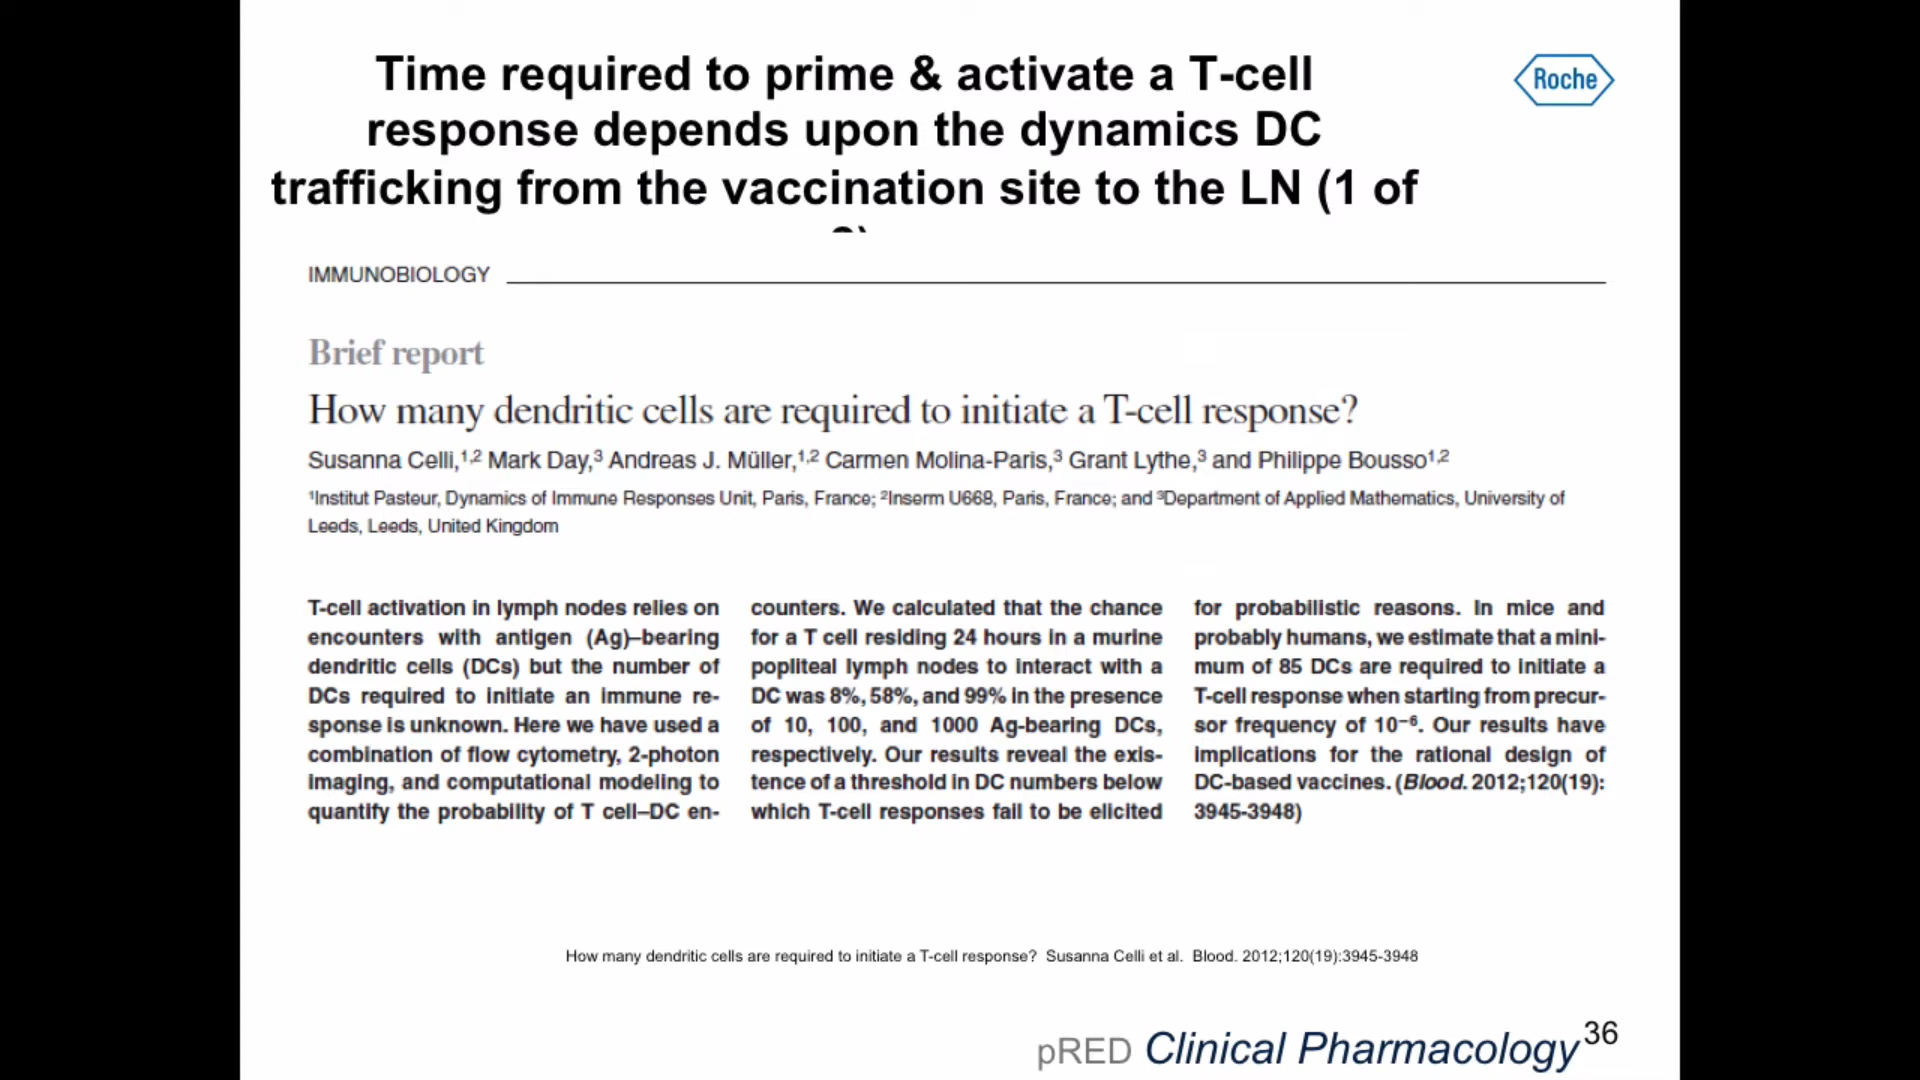 Time required to prime & activate a T-cell
response depends upon the dynamics DC
trafficking from the vaccination site to the LN (1 of
Roche
IMMUNOBIOLOGY
Brief report
How many dendritic cells are required to initiate a T-cell response?
Susanna Celli,1,2 Mark Day,3 Andreas J. Müller,1,2 Carmen Molina-París,3 Grant Lythe,3 and Philippe Bousso1,2
1Institut Pasteur, Dynamics of Immune Responses Unit, Paris, France; 2Inserm U668, Paris, France; and 3Department of Applied Mathematics, University of
Leeds, Leeds, United Kingdom
T-cell activation in lymph nodes relies on
encounters with antigen (Ag)–bearing
dendritic cells (DCs) but the number of
DCs required to initiate an immune re-
sponse is unknown. Here we have used a
combination of flow cytometry, 2-photon
imaging, and computational modeling to
quantify the probability of T cell–DC en-
counters. We calculated that the chance
for a T cell residing 24 hours in a murine
popliteal lymph nodes to interact with a
DC was 8%, 58%, and 99% in the presence
of 10, 100, and 1000 Ag-bearing DCs,
respectively. Our results reveal the exis-
tence of a threshold in DC numbers below
which T-cell responses fail to be elicited
for probabilistic reasons. In mice and
probably humans, we estimate that a mini-
mum of 85 DCs are required to initiate a
T-cell response when starting from precur-
sor frequency of 10−6. Our results have
implications for the rational design of
DC-based vaccines. (Blood. 2012;120(19):
3945-3948)
How many dendritic cells are required to initiate a T-cell response? Susanna Celli et al. Blood. 2012;120(19):3945-3948
pRED Clinical Pharmacology 36